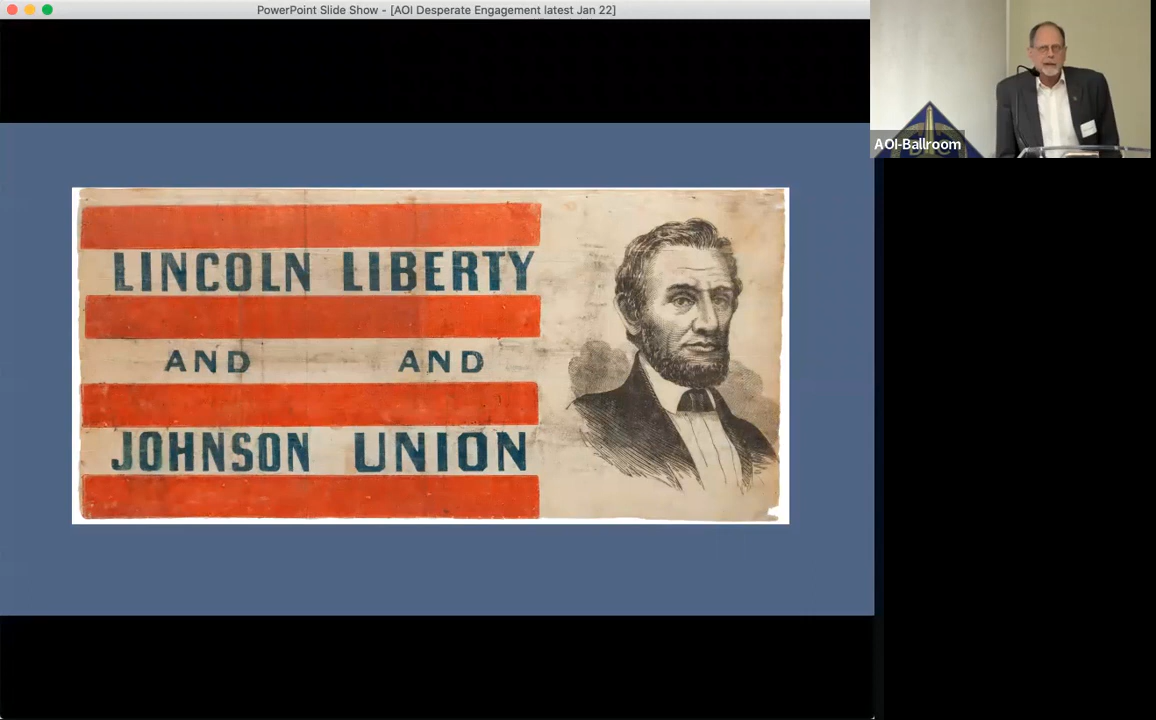 PowerPoint Slide Show - [AOI Desperate Engagement latest Jan 22]
AOI-Ballroom
LINCOLN LIBERTY
AND AND
JOHNSON UNION